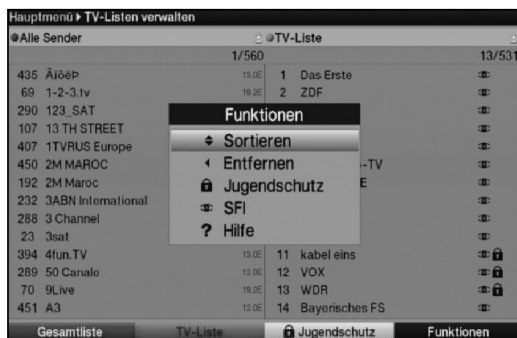 Hauptmenü ▸ TV-Listen verwalten
Alle Sender
1/560
435 Âíöêþ 13.0E
69 1-2-3.tv 19.2E
290 123_SAT
107 13 TH STREET
407 1TVRUS Europe
450 2M MAROC
192 2M Maroc
232 3ABN International
288 3 Channel
23 3sat
394 4fun.TV 13.0E
289 50 Canale 13.0E
70 9Live 19.2E
451 A3 13.0E
TV-Liste
13/531
1 Das Erste
2 ZDF
-TV
E
11 kabel eins
12 VOX
13 WDR
14 Bayerisches FS
Funktionen
Sortieren
Entfernen
Jugendschutz
SFI
? Hilfe
Gesamtliste TV-Liste Jugendschutz Funktionen